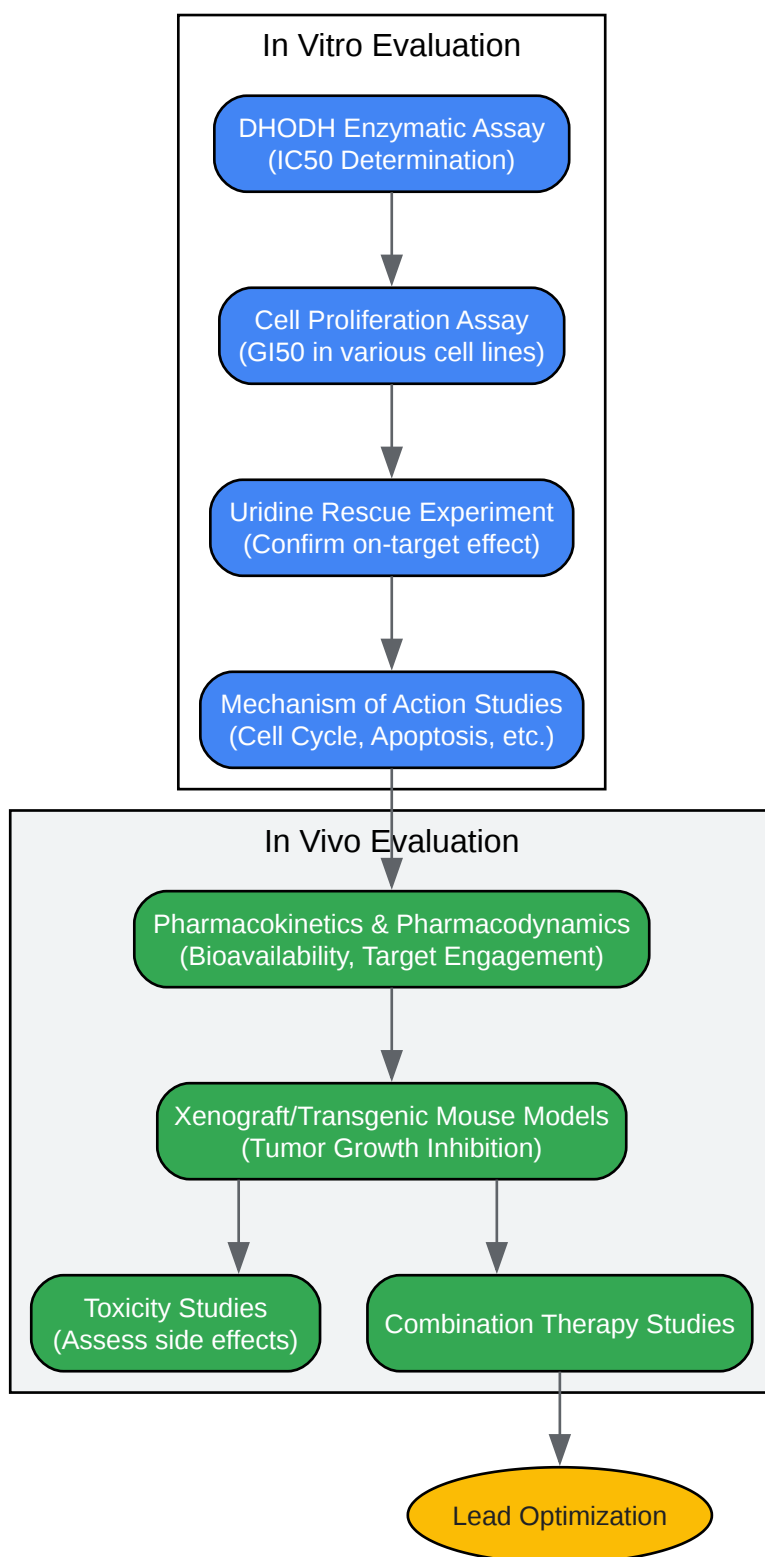 In Vitro Evaluation
DHODH Enzymatic Assay
(IC50 Determination)
Cell Proliferation Assay
(GI50 in various cell lines)
Uridine Rescue Experiment
(Confirm on-target effect)
Mechanism of Action Studies
(Cell Cycle, Apoptosis, etc.)
In Vivo Evaluation
Pharmacokinetics & Pharmacodynamics
(Bioavailability, Target Engagement)
Xenograft/Transgenic Mouse Models
(Tumor Growth Inhibition)
Toxicity Studies
(Assess side effects)
Combination Therapy Studies
Lead Optimization